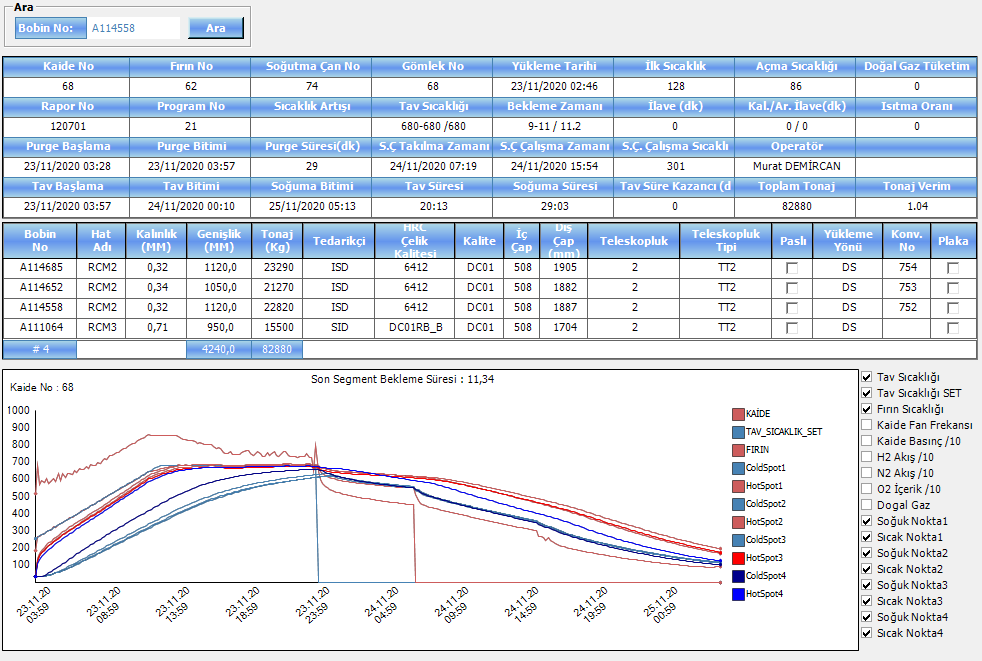 Ara
Bobin No: A114558 Ara
Kaide No Fırın No Soğutma Çan No Gömlek No Yükleme Tarihi İlk Sıcaklık Açma Sıcaklığı Doğal Gaz Tüketim
68 62 74 68 23/11/2020 02:46 128 86 0
Rapor No Program No Sıcaklık Artışı Tav Sıcaklığı Bekleme Zamanı İlave (dk) Kal./Ar. İlave(dk) Isıtma Oranı
120701 21 680-680 /680 9-11 / 11.2 0 0 / 0 0
Purge Başlama Purge Bitimi Purge Süresi(dk) S.Ç Takılma Zamanı S.Ç Çalışma Zamanı S.Ç. Çalışma Sıcaklı Operatör
23/11/2020 03:28 23/11/2020 03:57 29 24/11/2020 07:19 24/11/2020 15:54 301 Murat DEMİRCAN
Tav Başlama Tav Bitimi Soğuma Bitimi Tav Süresi Soğuma Süresi Tav Süre Kazancı (d Toplam Tonaj Tonaj Verim
23/11/2020 03:57 24/11/2020 00:10 25/11/2020 05:13 20:13 29:03 0 82880 1.04
Bobin No Hat Adı Kalınlık (MM) Genişlik (MM) Tonaj (Kg) Tedarikçi HRC Çelik Kalitesi Kalite İç Çap Dış Çap (mm) Teleskopluk Teleskopluk Tipi Paslı Yükleme Yönü Konv. No Plaka
A114685 RCM2 0,32 1120,0 23290 ISD 6412 DC01 508 1905 2 TT2 DS 754
A114652 RCM2 0,34 1050,0 21270 ISD 6412 DC01 508 1882 2 TT2 DS 753
A114558 RCM2 0,32 1120,0 22820 ISD 6412 DC01 508 1887 2 TT2 DS 752
A111064 RCM3 0,71 950,0 15500 SID DC01RB_B DC01 508 1704 2 TT2 DS
# 4 4240,0 82880
Son Segment Bekleme Süresi : 11,34
Kaide No : 68
1000
900
800
700
600
500
400
300
200
100
23.11.20 03:59
23.11.20 08:59
23.11.20 13:59
23.11.20 18:59
23.11.20 23:59
24.11.20 04:59
24.11.20 09:59
24.11.20 14:59
24.11.20 19:59
25.11.20 00:59
KAİDE
TAV_SICAKLIK_SET
FIRIN
ColdSpot1
HotSpot1
ColdSpot2
HotSpot2
ColdSpot3
HotSpot3
ColdSpot4
HotSpot4
Tav Sıcaklığı
Tav Sıcaklığı SET
Fırın Sıcaklığı
Kaide Fan Frekansı
Kaide Basınç /10
H2 Akış /10
N2 Akış /10
O2 İçerik /10
Dogal Gaz
Soğuk Nokta1
Sıcak Nokta1
Soğuk Nokta2
Sıcak Nokta2
Soğuk Nokta3
Sıcak Nokta3
Soğuk Nokta4
Sıcak Nokta4